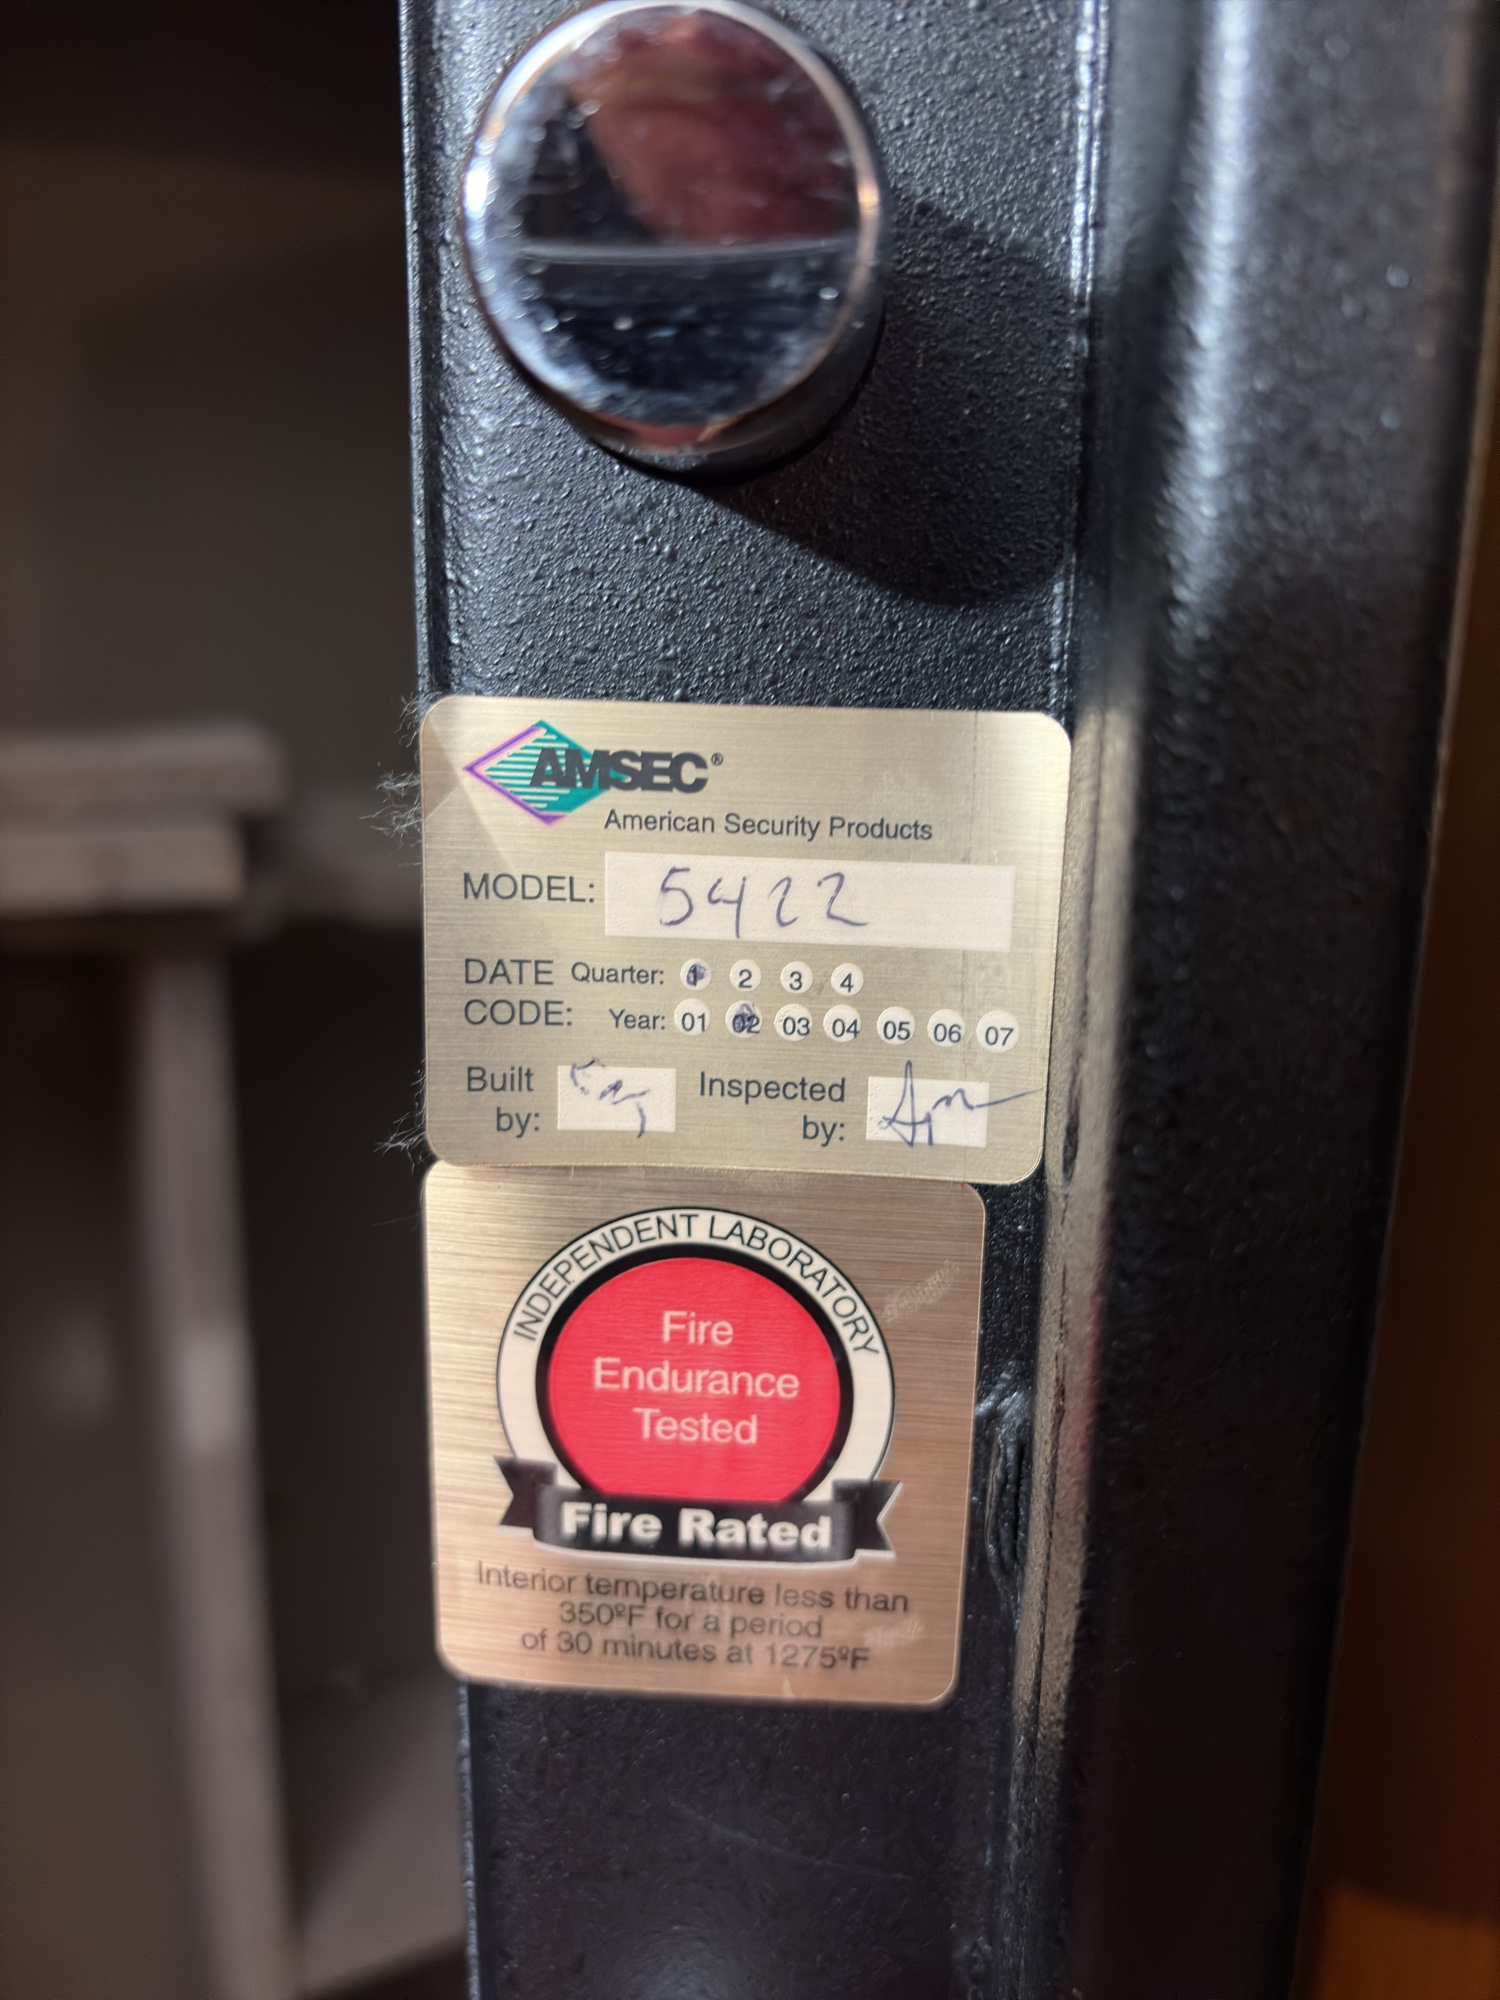 AMSEC®
American Security Products
MODEL: 5422
DATE Quarter: 1 2 3 4
CODE: Year: 01 02 03 04 05 06 07
Built Inspected
by: by:
INDEPENDENT LABORATORY
Fire
Endurance
Tested
Fire Rated
Interior temperature less than
350ºF for a period
of 30 minutes at 1275ºF